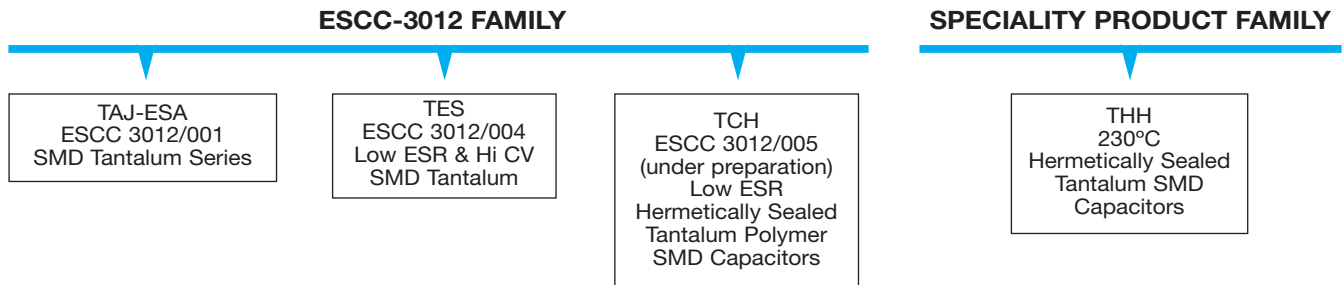 ESCC-3012 FAMILY
SPECIALITY PRODUCT FAMILY
TAJ-ESA
ESCC 3012/001
SMD Tantalum Series
TES
ESCC 3012/004
Low ESR & Hi CV
SMD Tantalum
TCH
ESCC 3012/005
(under preparation)
Low ESR
Hermetically Sealed
Tantalum Polymer
SMD Capacitors
THH
230ºC
Hermetically Sealed
Tantalum SMD
Capacitors